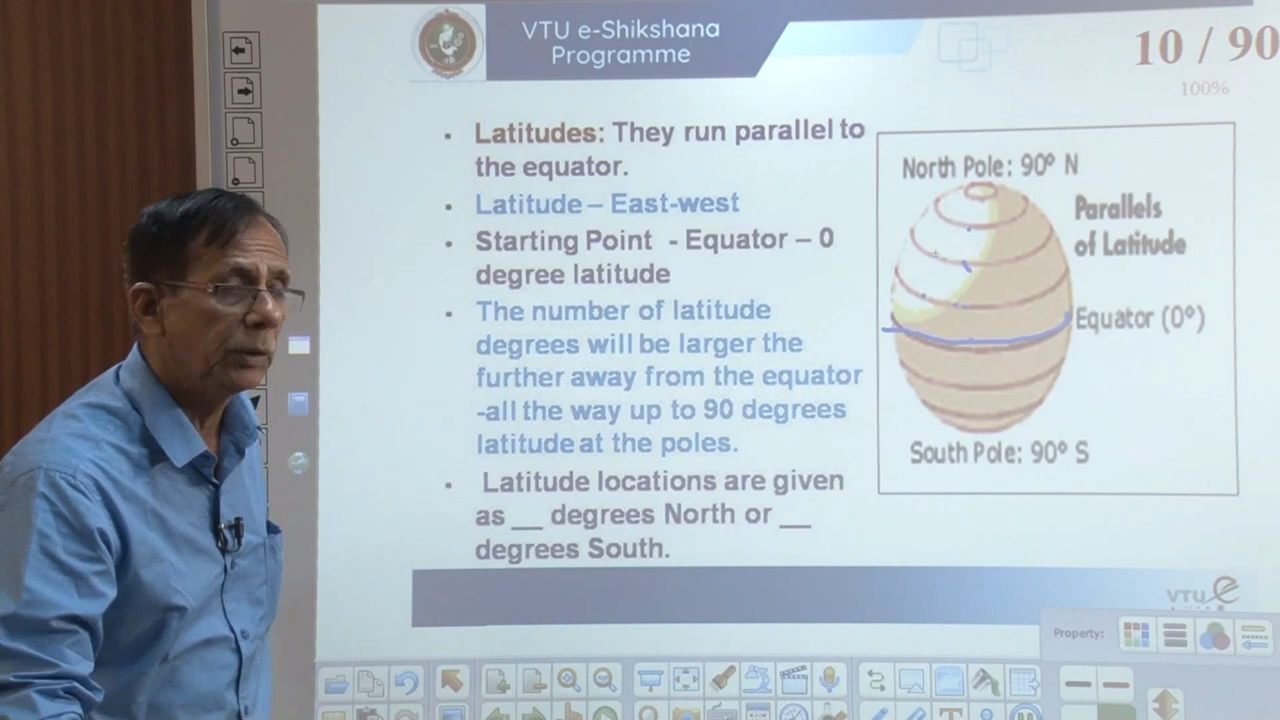 VTU e-Shikshana
Programme
10 / 90
100%
Latitudes: They run parallel to
the equator.
Latitude – East-west
Starting Point - Equator – 0
degree latitude
The number of latitude
degrees will be larger the
further away from the equator
-all the way up to 90 degrees
latitude at the poles.
Latitude locations are given
as __ degrees North or __
degrees South.
North Pole: 90° N
Parallels
of Latitude
Equator (0°)
South Pole: 90° S
VTU e
Property: